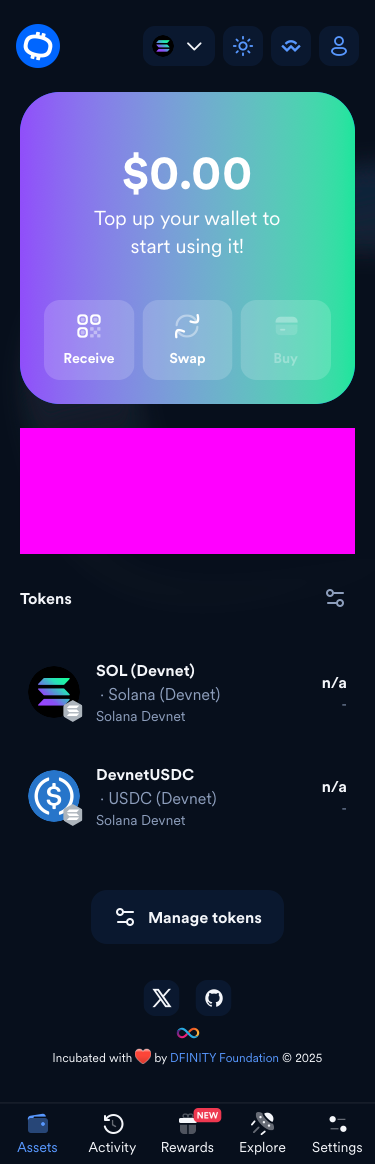 $0.00
Top up your wallet to
start using it!
Receive Swap Buy
Tokens
SOL (Devnet)
n/a
· Solana (Devnet)
-
Solana Devnet
DevnetUSDC
n/a
· USDC (Devnet)
-
Solana Devnet
Manage tokens
Incubated with ❤️ by DFINITY Foundation © 2025
NEW
Assets Activity Rewards Explore Settings